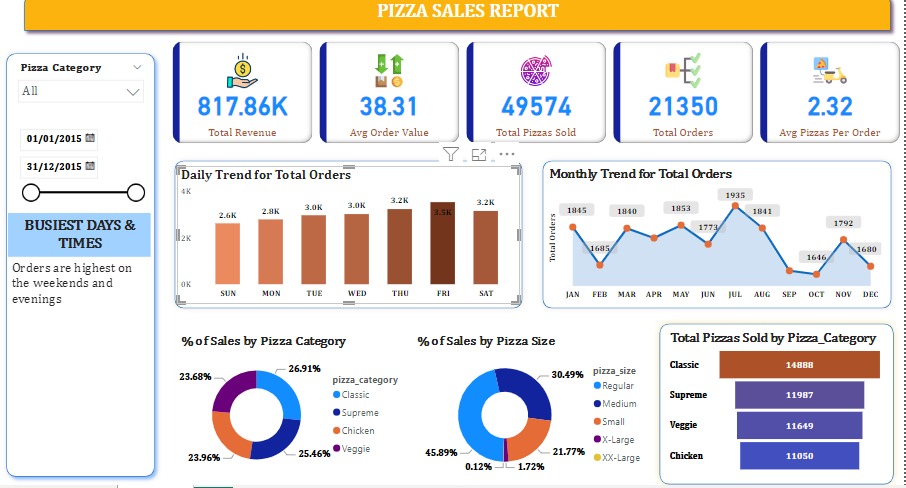 PIZZA SALES REPORT
Pizza Category
All
01/01/2015
31/12/2015
BUSIEST DAYS &
TIMES
Orders are highest on
the weekends and
evenings
817.86K
Total Revenue
38.31
Avg Order Value
49574
Total Pizzas Sold
21350
Total Orders
2.32
Avg Pizzas Per Order
Daily Trend for Total Orders
4K
2K
0K
2.6K
2.8K
3.0K
3.0K
3.2K
3.5K
3.2K
SUN MON TUE WED THU FRI SAT
Monthly Trend for Total Orders
Total Orders
1845
1685
1840
1853
1773
1935
1841
1646
1792
1680
JAN FEB MAR APR MAY JUN JUL AUG SEP OCT NOV DEC
% of Sales by Pizza Category
26.91%
25.46%
23.96%
23.68%
pizza_category
Classic
Supreme
Chicken
Veggie
% of Sales by Pizza Size
30.49%
21.77%
1.72%
0.12%
45.89%
pizza_size
Regular
Medium
Small
X-Large
XX-Large
Total Pizzas Sold by Pizza_Category
Classic 14888
Supreme 11987
Veggie 11649
Chicken 11050